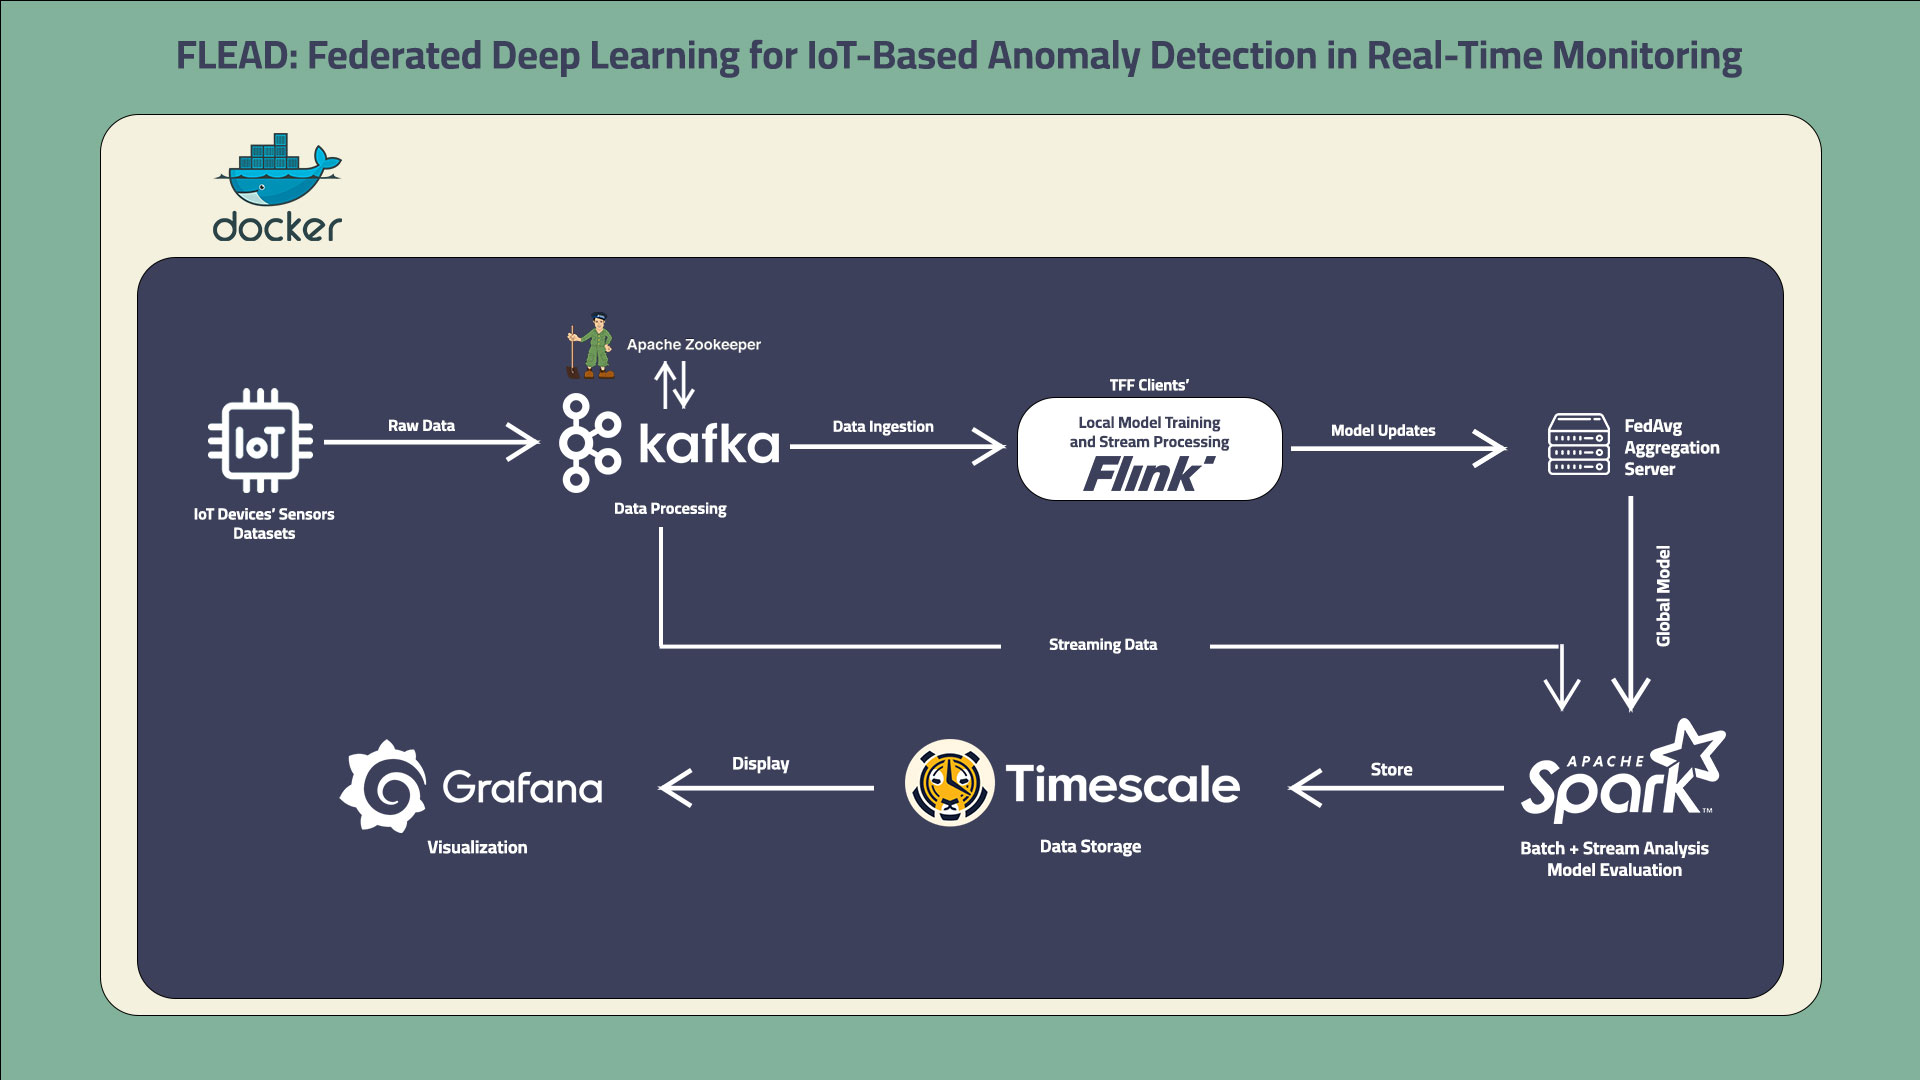 FLEAD: Federated Deep Learning for IoT-Based Anomaly Detection in Real-Time Monitoring
docker
Apache Zookeeper
IoT
IoT Devices' Sensors
Datasets
Raw Data
kafka
Data Processing
Data Ingestion
TFF Clients'
Local Model Training
and Stream Processing
Flink
Model Updates
FedAvg
Aggregation
Server
Global Model
Streaming Data
Grafana
Visualization
Display
Timescale
Data Storage
Store
APACHE
Spark™
Batch + Stream Analysis
Model Evaluation